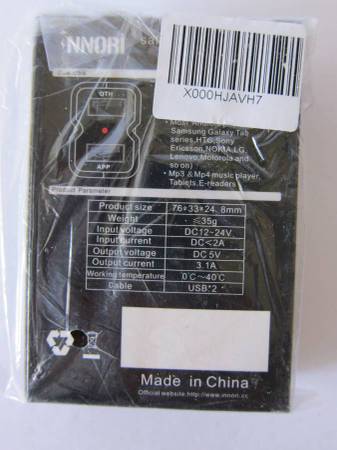 iNNORI
saf
X000HJAVH7
OTH
APP
Samsung Galaxy Tab
series,HTC,Sony
Ericsson,NOKIA,LG,
Lenovo,Motorola and
so on)
• Mp3 & Mp4 music player,
Tablets,E-readers
Product Parameter
Product size 76*33*24.8mm
Weight ≤35g
Input voltage DC12~24V
Input current DC<2A
Output voltage DC 5V
Output current 3.1A
Working temperature 0℃~40℃
Cable USB*2
Made in China
Official website:http://www.innori.cc